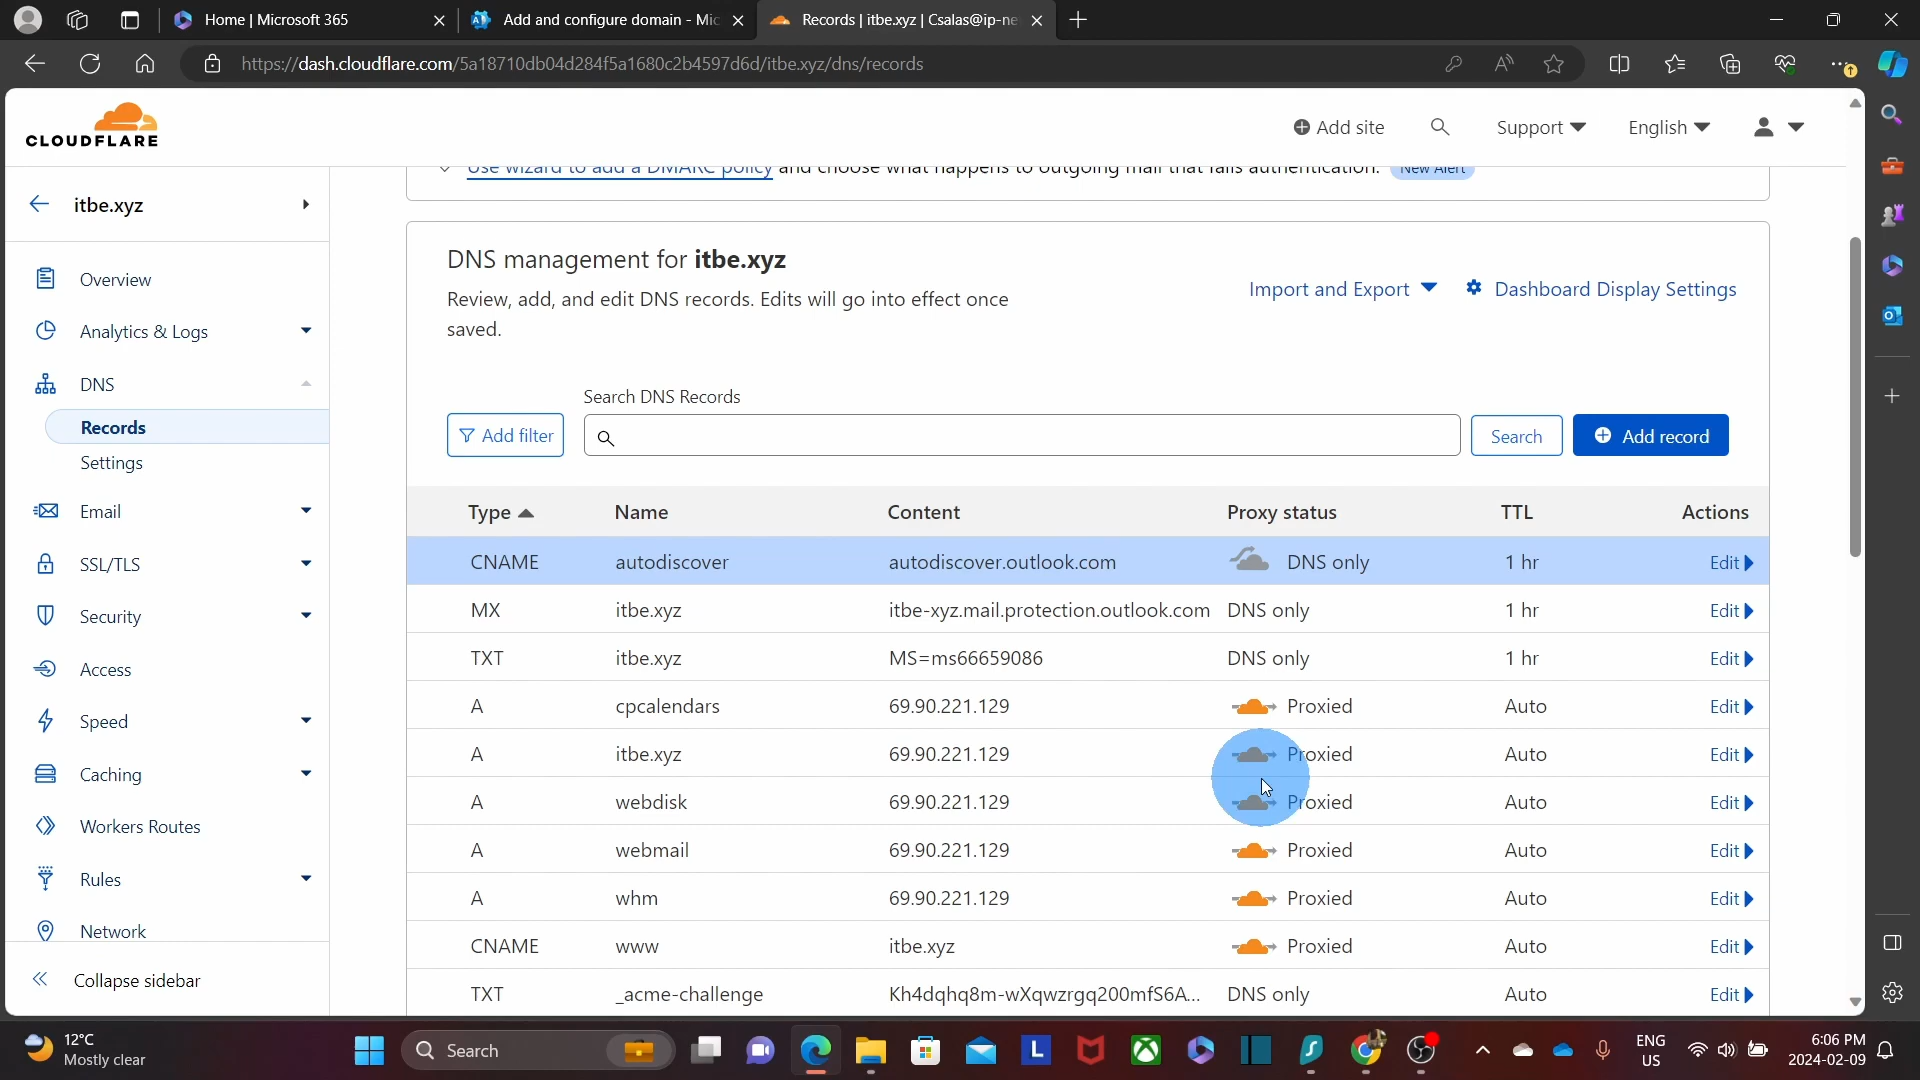 Home | Microsoft 365
Add and configure domain - Mic
Records | itbe.xyz | Csalas@ip-ne
https://dash.cloudflare.com/5a18710db04d284f5a1680c2b4597d6d/itbe.xyz/dns/records
CLOUDFLARE
Add site
Support
English
Use wizard to add a DMARC policy and choose what happens to outgoing mail that fails authentication. New Alert
itbe.xyz
Overview
Analytics & Logs
DNS
Records
Settings
Email
SSL/TLS
Security
Access
Speed
Caching
Workers Routes
Rules
Network
Collapse sidebar
DNS management for itbe.xyz
Review, add, and edit DNS records. Edits will go into effect once
saved.
Import and Export
Dashboard Display Settings
Search DNS Records
Add filter
Search
Add record
Type Name Content Proxy status TTL Actions
CNAME autodiscover autodiscover.outlook.com DNS only 1 hr Edit
MX itbe.xyz itbe-xyz.mail.protection.outlook.com DNS only 1 hr Edit
TXT itbe.xyz MS=ms66659086 DNS only 1 hr Edit
A cpcalendars 69.90.221.129 Proxied Auto Edit
A itbe.xyz 69.90.221.129 Proxied Auto Edit
A webdisk 69.90.221.129 Proxied Auto Edit
A webmail 69.90.221.129 Proxied Auto Edit
A whm 69.90.221.129 Proxied Auto Edit
CNAME www itbe.xyz Proxied Auto Edit
TXT _acme-challenge Kh4dqhq8m-wXqwzrgq200mfS6A... DNS only Auto Edit
12°C
Mostly clear
Search
ENG
US
6:06 PM
2024-02-09